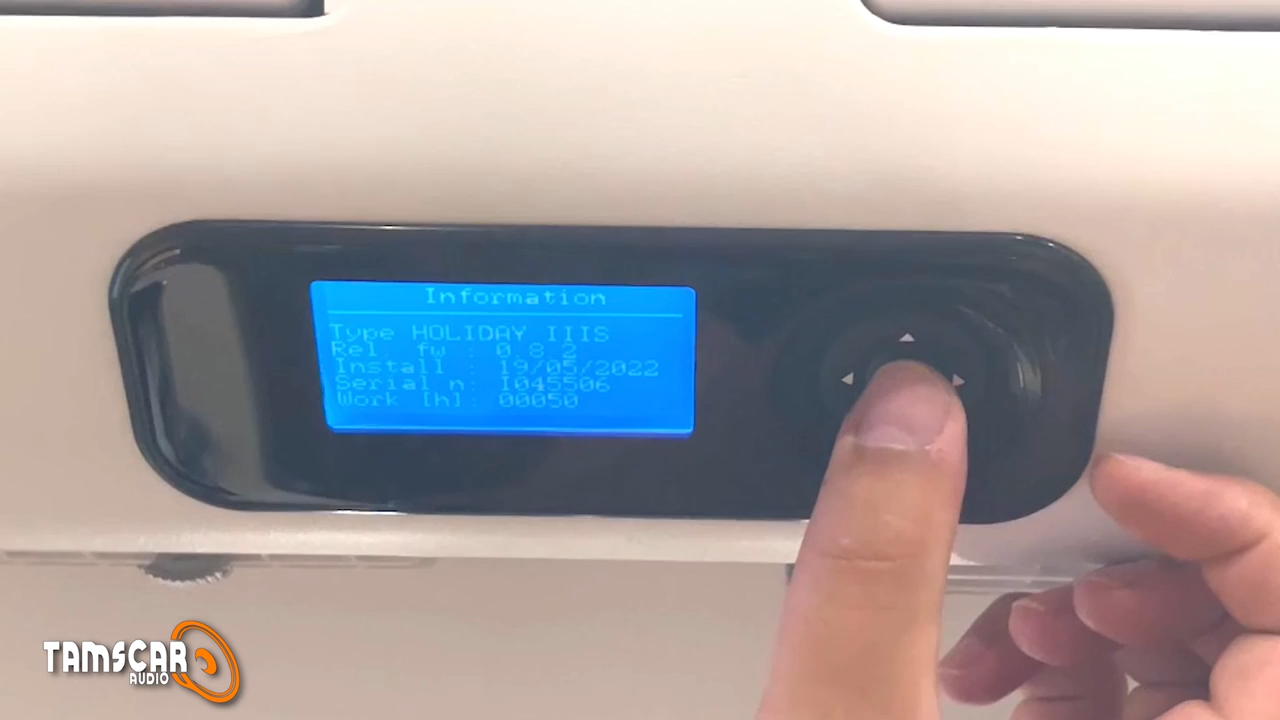 Information
Type HOLIDAY IIIS
Rel. fw : 0.8.2
Install : 19/05/2022
Serial n: I045506
Work [h]: 00050
TAMSCAR
AUDIO